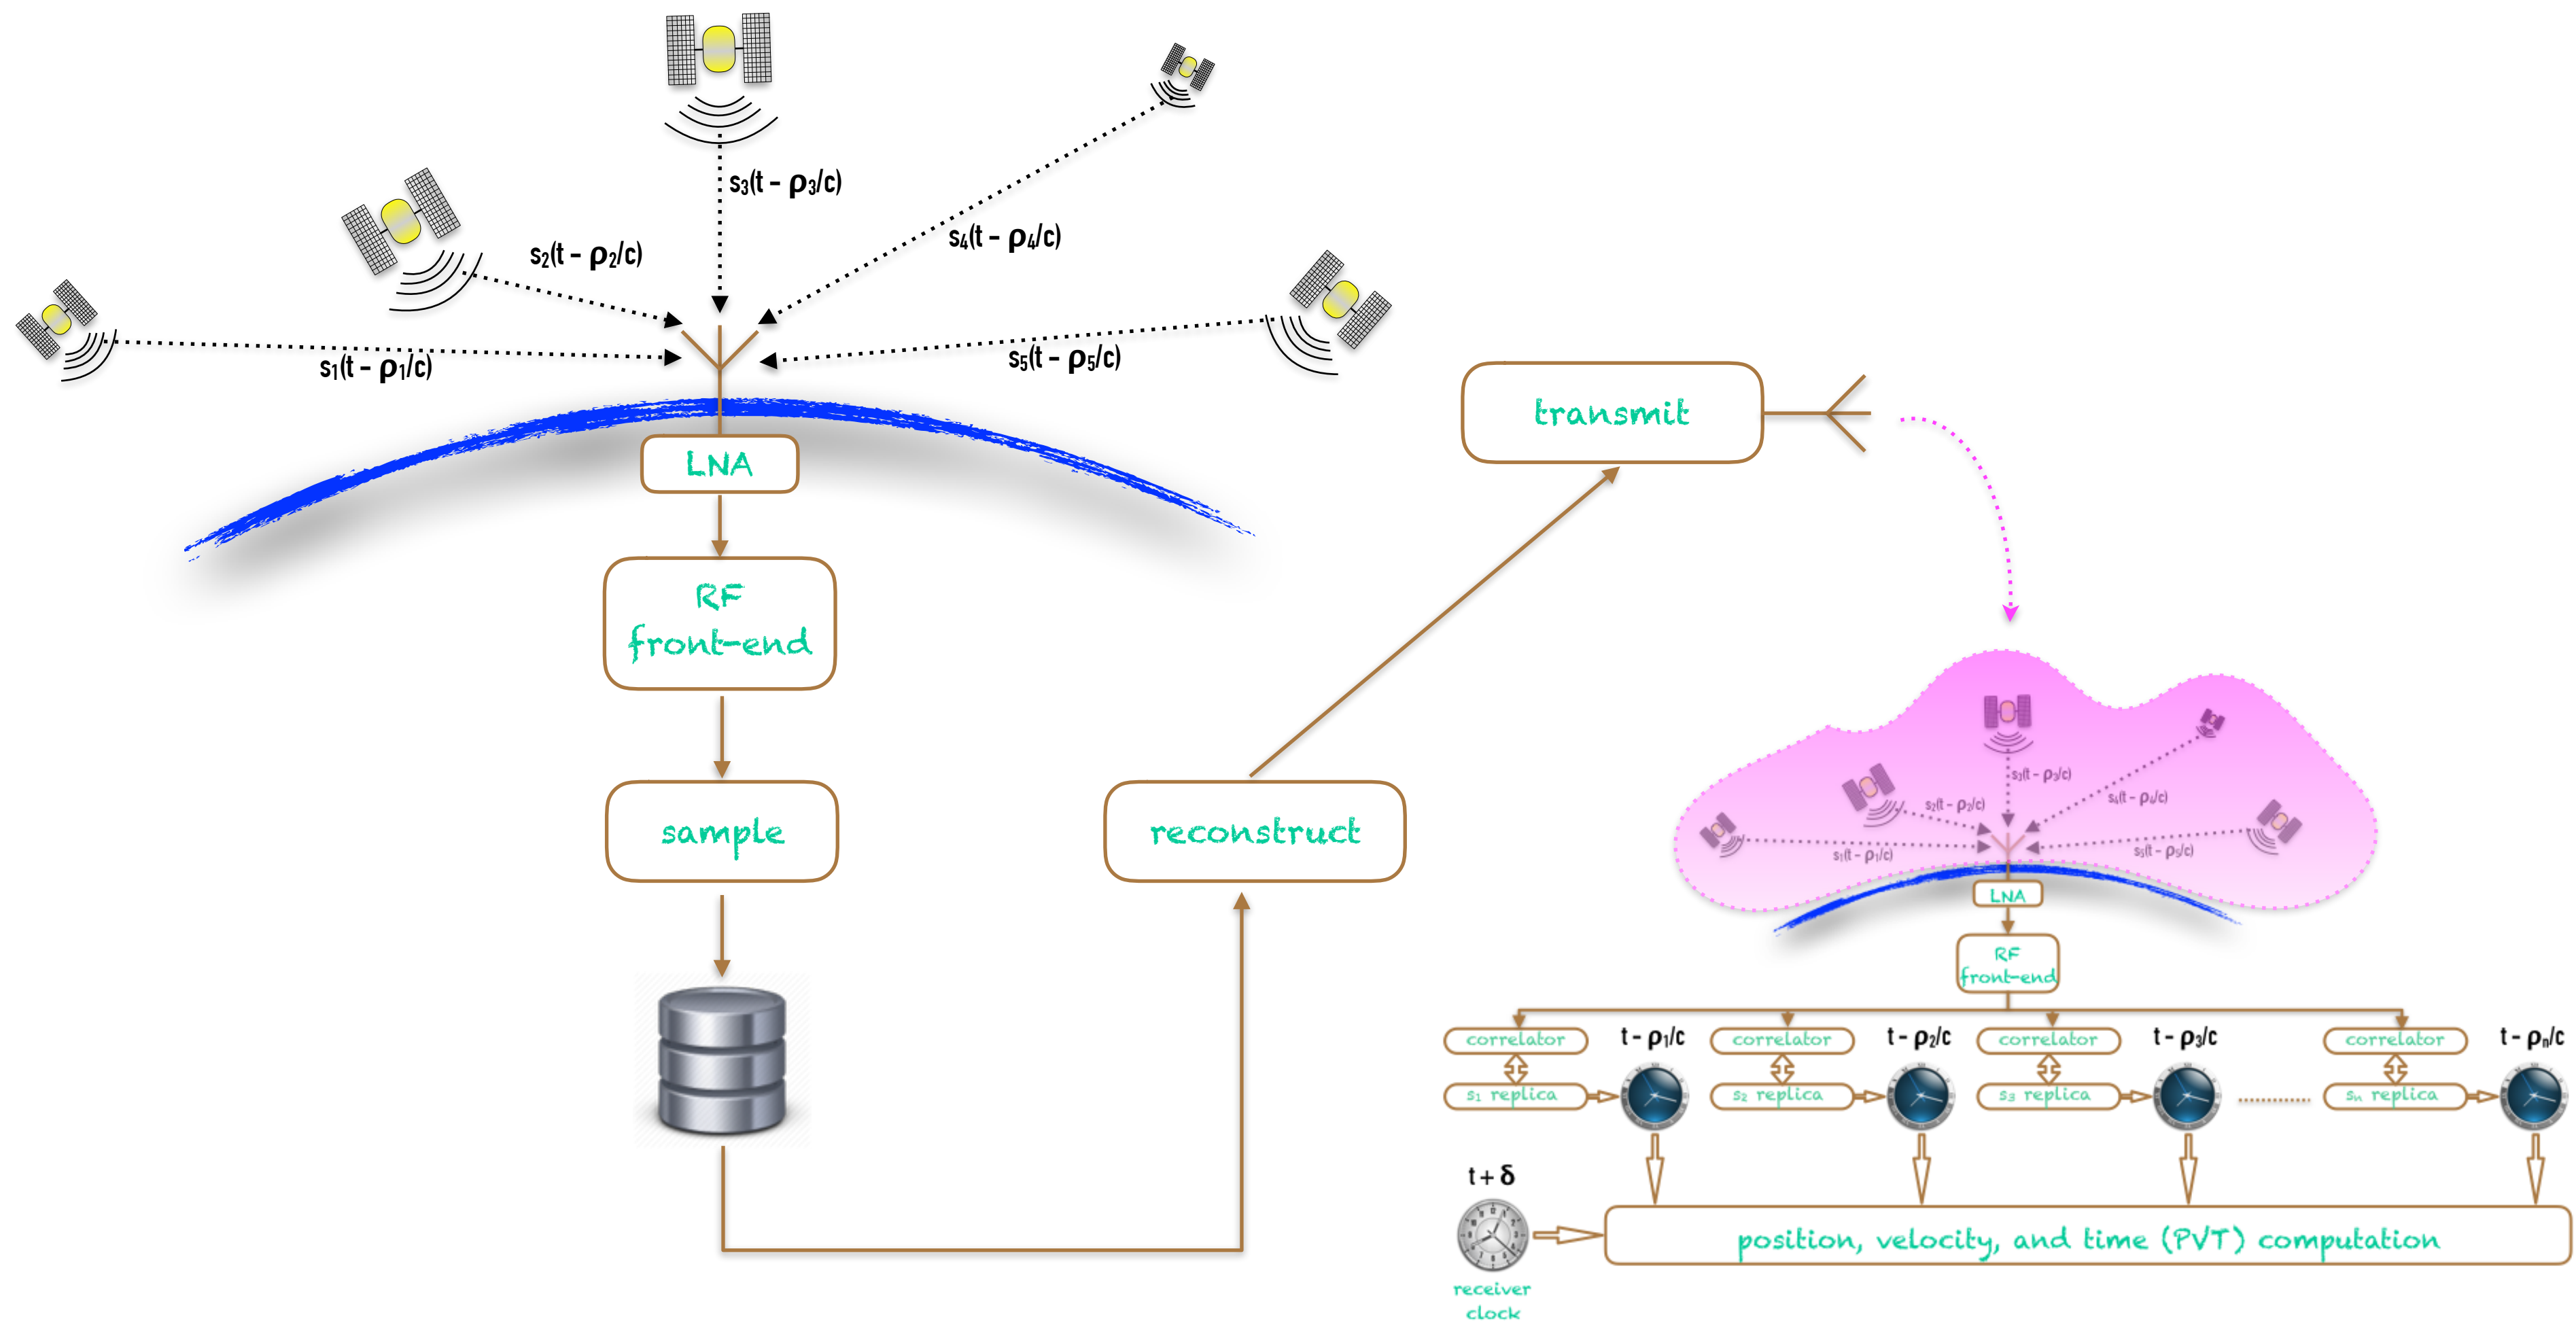 s₃(t - ρ₃/c)
s₂(t - ρ₂/c)
s₄(t - ρ₄/c)
s₁(t - ρ₁/c)
s₅(t - ρ₅/c)
LNA
RF
front-end
sample
reconstruct
transmit
s₃(t - ρ₃/c)
s₂(t - ρ₂/c)
s₄(t - ρ₄/c)
s₁(t - ρ₁/c)
s₅(t - ρ₅/c)
LNA
RF
front-end
correlator
t - ρ₁/c
correlator
t - ρ₂/c
correlator
t - ρ₃/c
correlator
t - ρₙ/c
s₁ replica
s₂ replica
s₃ replica
sₙ replica
t + δ
position, velocity, and time (PVT) computation
receiver
clock